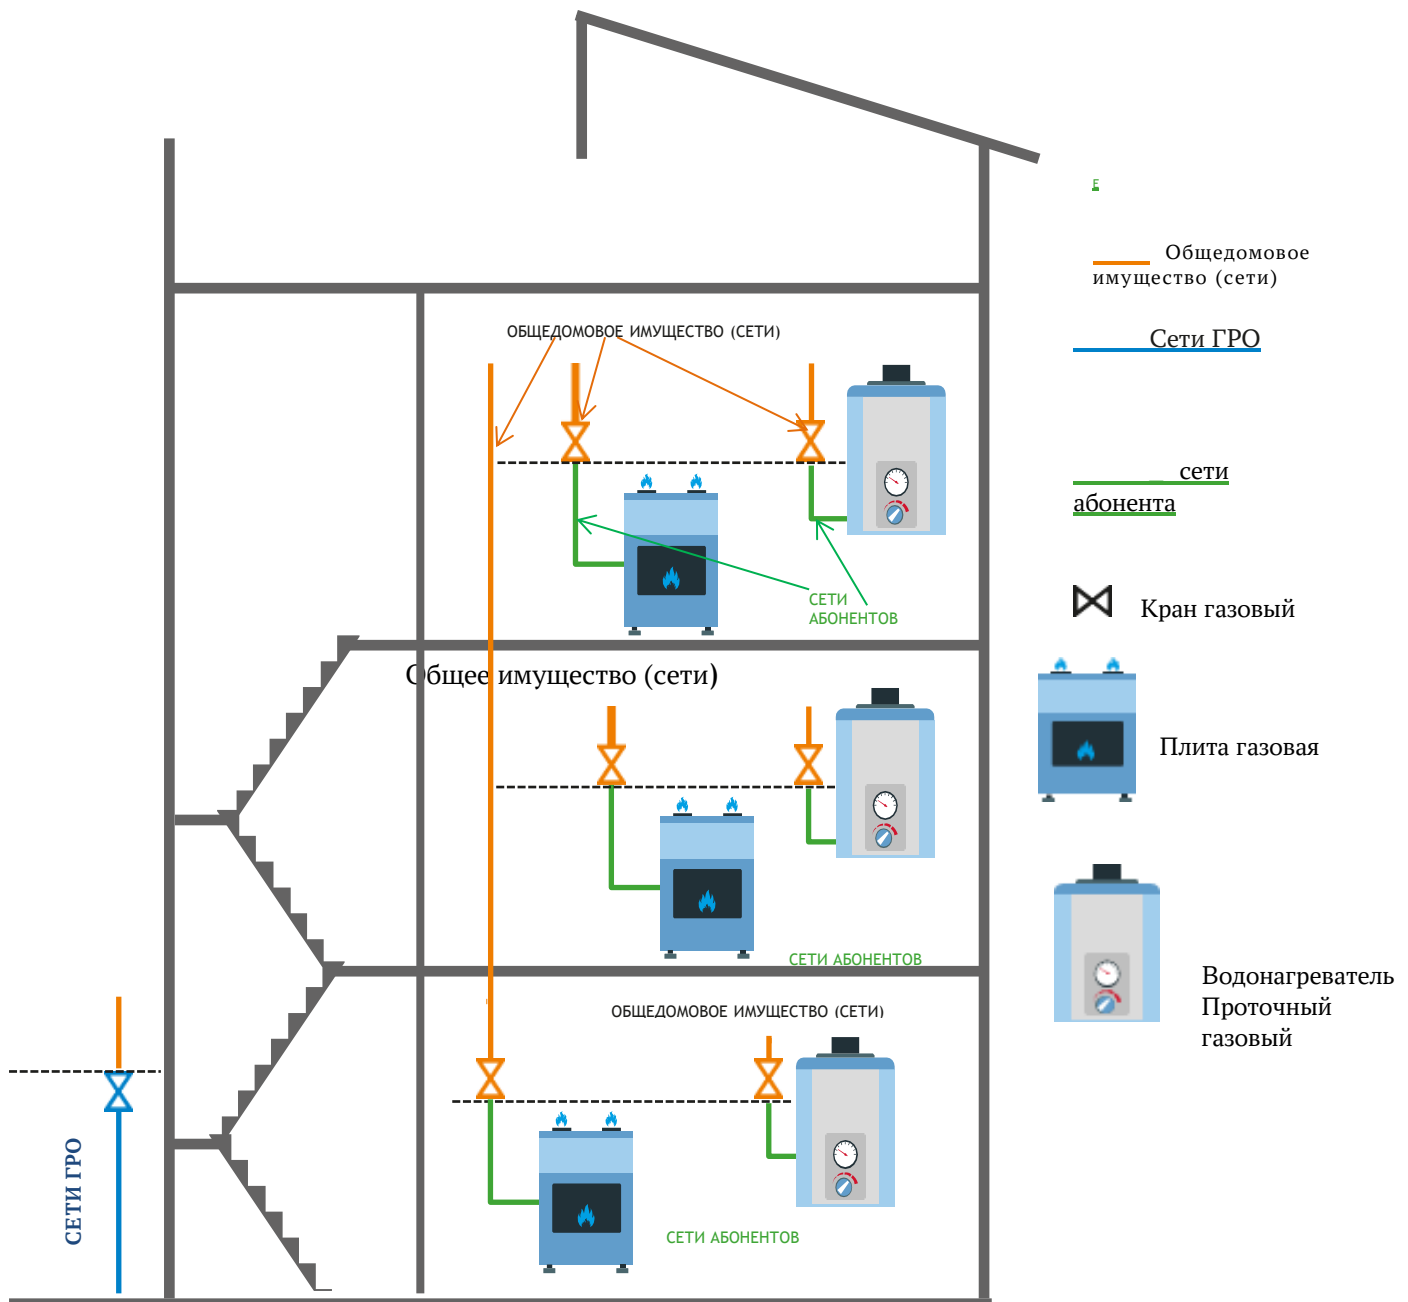 Е
Общедомовое
имущество (сети)
ОБЩЕДОМОВОЕ ИМУЩЕСТВО (СЕТИ)
Сети ГРО
сети
абонента
СЕТИ
АБОНЕНТОВ
Кран газовый
Общее имущество (сети)
Плита газовая
СЕТИ АБОНЕНТОВ
ОБЩЕДОМОВОЕ ИМУЩЕСТВО (СЕТИ)
Водонагреватель
Проточный
газовый
СЕТИ ГРО
СЕТИ АБОНЕНТОВ